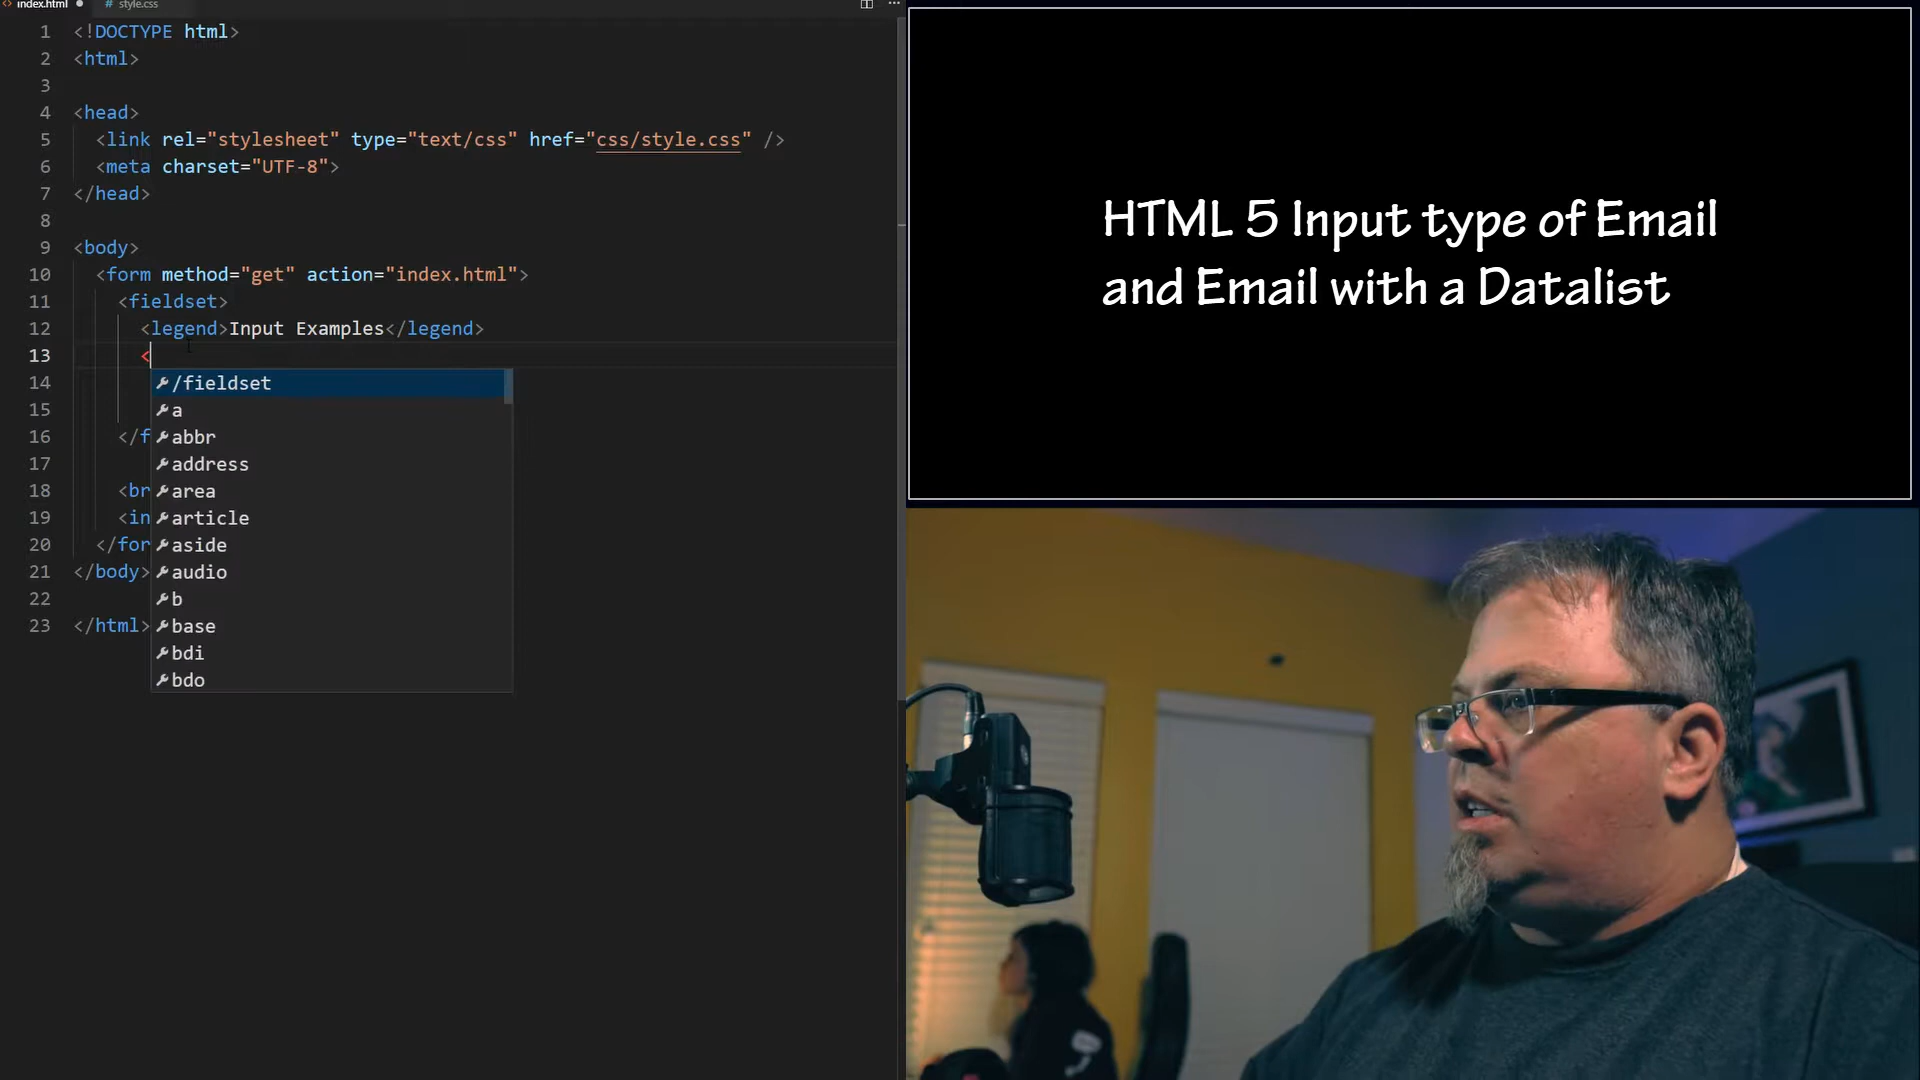 index.html
# style.css
1 <!DOCTYPE html>
2 <html>
3
4 <head>
5 <link rel="stylesheet" type="text/css" href="css/style.css" />
6 <meta charset="UTF-8">
7 </head>
8
9 <body>
10 <form method="get" action="index.html">
11 <fieldset>
12 <legend>Input Examples</legend>
13 <
14 /fieldset
15 a
16 </f abbr
17 address
18 <br area
19 <in article
20 </for aside
21 </body> audio
22 b
23 </html> base
bdi
bdo
HTML 5 Input type of Email
and Email with a Datalist